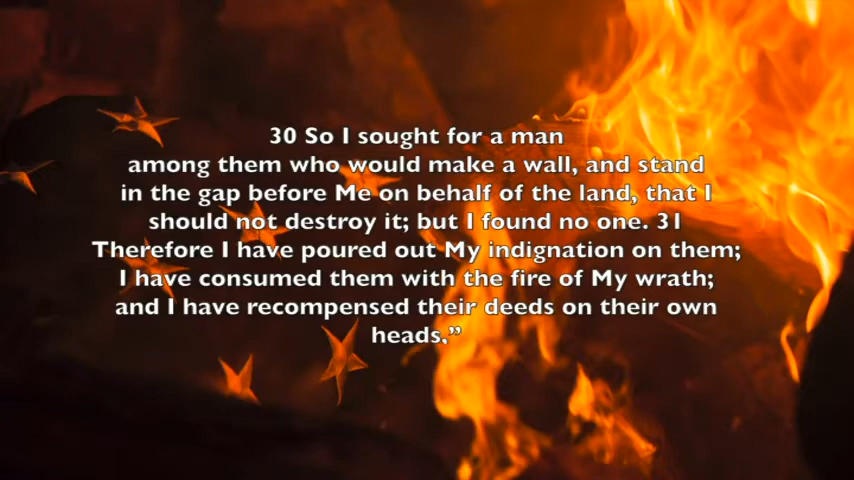 30 So I sought for a man
among them who would make a wall, and stand
in the gap before Me on behalf of the land, that I
should not destroy it; but I found no one. 31
Therefore I have poured out My indignation on them;
I have consumed them with the fire of My wrath;
and I have recompensed their deeds on their own
heads.”